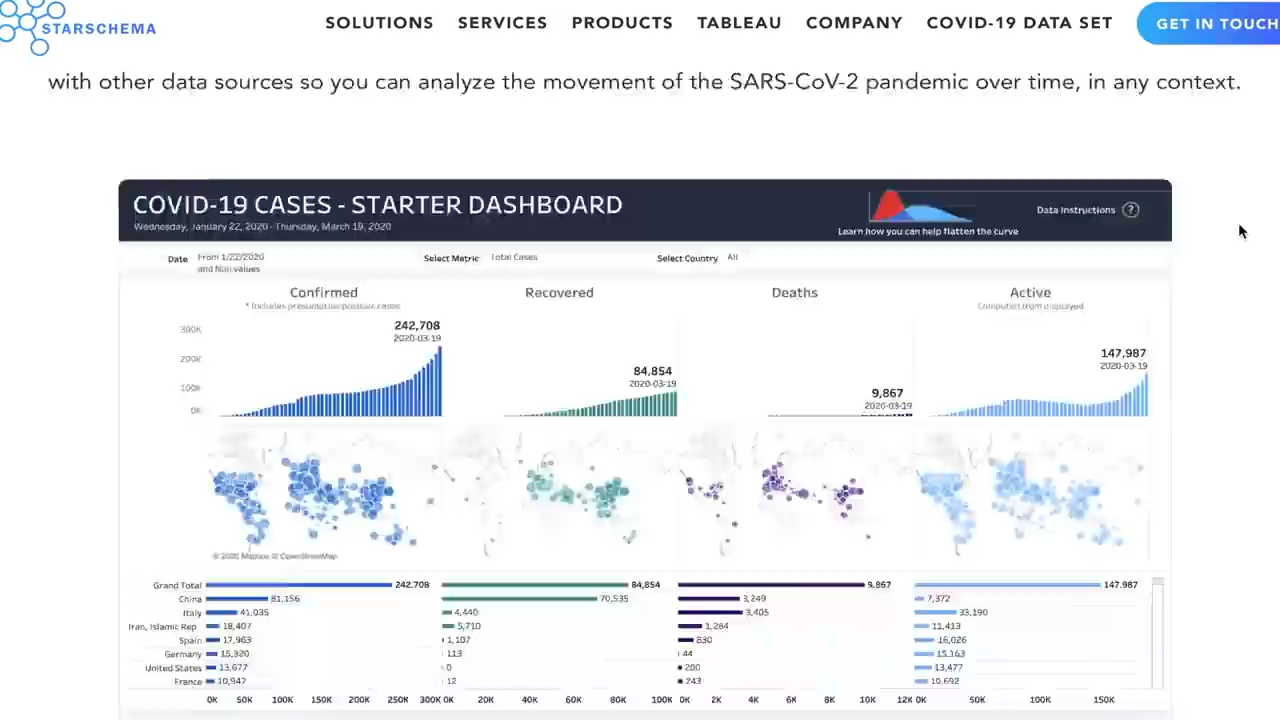 STARSCHEMA
SOLUTIONS SERVICES PRODUCTS TABLEAU COMPANY COVID-19 DATA SET GET IN TOUCH
with other data sources so you can analyze the movement of the SARS-CoV-2 pandemic over time, in any context.
COVID-19 CASES - STARTER DASHBOARD
Wednesday, January 22, 2020 - Thursday, March 19, 2020
Learn how you can help flatten the curve
Data Instructions ?
Date From 1/22/2020 and Null values
Select Metric Total Cases
Select Country All
Confirmed Recovered Deaths Active
* Includes presumptive positive cases
Computed from displayed
300K
200K
100K
0K
242,708
2020-03-19
84,854
2020-03-19
9,867
2020-03-19
147,987
2020-03-19
© 2020 Mapbox © OpenStreetMap
Grand Total 242,708 84,854 9,867 147,987
China 81,156 70,535 3,249 7,372
Italy 41,035 4,440 3,405 33,190
Iran, Islamic Rep 18,407 5,710 1,284 11,413
Spain 17,963 1,107 830 16,026
Germany 15,320 113 44 15,163
United States 13,677 0 200 13,477
France 10,947 12 243 10,692
0K 50K 100K 150K 200K 250K 300K 0K 20K 40K 60K 80K 100K 0K 2K 4K 6K 8K 10K 12K 0K 50K 100K 150K